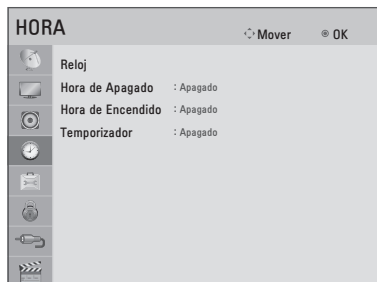 HORA
Mover OK
Reloj
Hora de Apagado : Apagado
Hora de Encendido : Apagado
Temporizador : Apagado